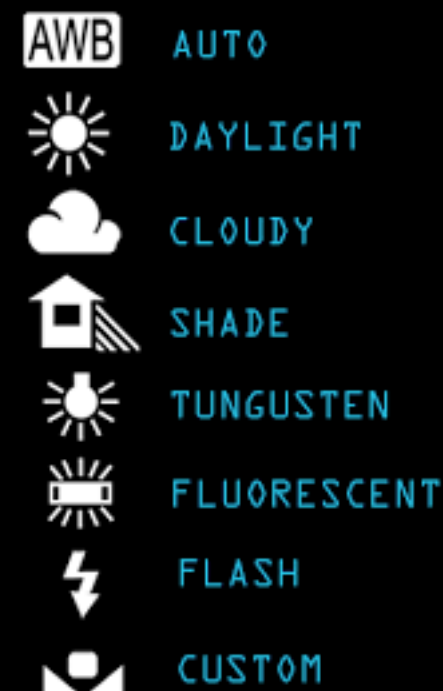 AWB AUTO
DAYLIGHT
CLOUDY
SHADE
TUNGUSTEN
FLUORESCENT
FLASH
CUSTOM